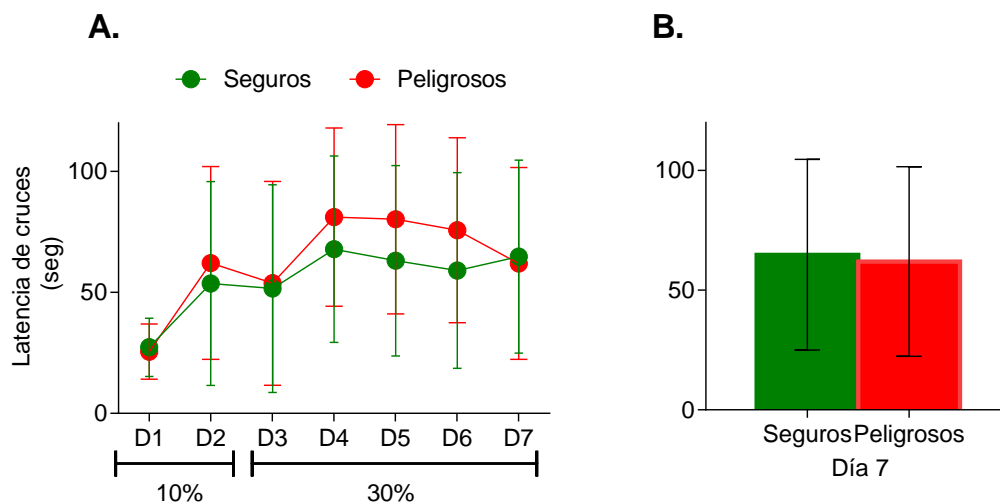 A.
Seguros Peligrosos
Latencia de cruces
(seg)
100
50
0
D1 D2 D3 D4 D5 D6 D7
10% 30%
B.
100
50
0
Seguros Peligrosos
Día 7